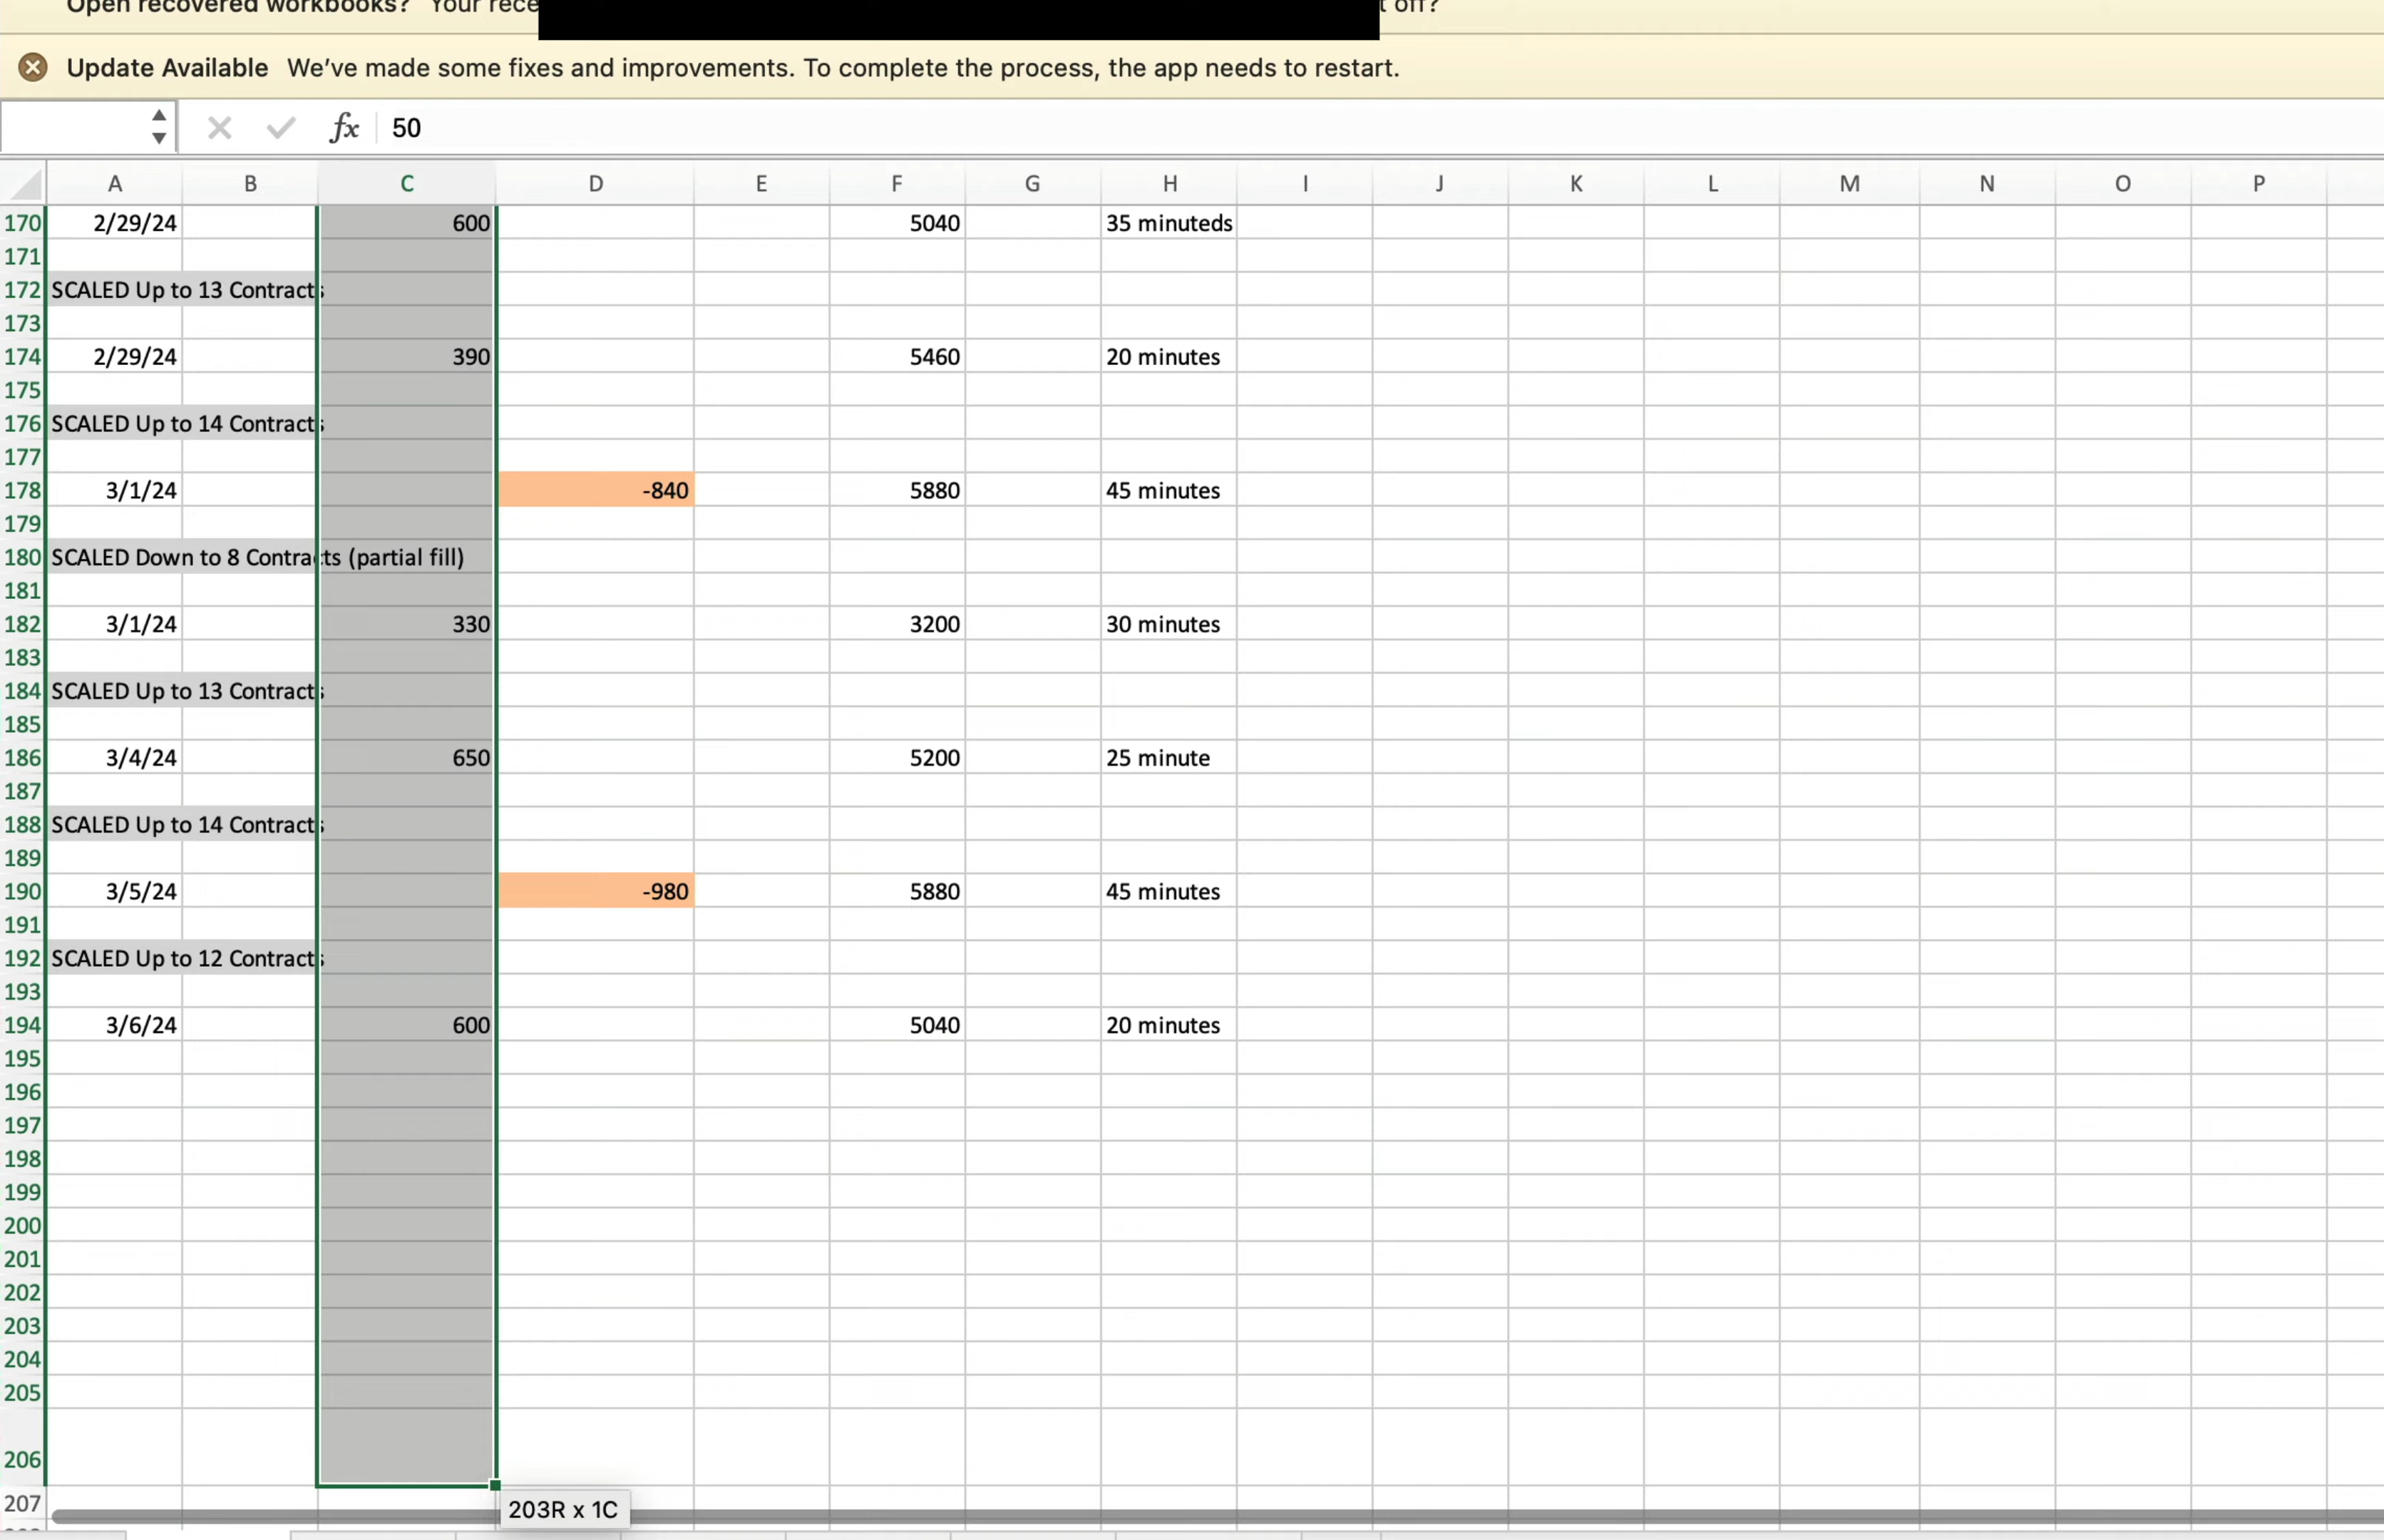 Open recovered workbooks? Your rece t off?
Update Available We've made some fixes and improvements. To complete the process, the app needs to restart.
fx 50
A B C D E F G H I J K L M N O P
170 2/29/24 600 5040 35 minuteds
171
172 SCALED Up to 13 Contracts
173
174 2/29/24 390 5460 20 minutes
175
176 SCALED Up to 14 Contracts
177
178 3/1/24 -840 5880 45 minutes
179
180 SCALED Down to 8 Contracts (partial fill)
181
182 3/1/24 330 3200 30 minutes
183
184 SCALED Up to 13 Contracts
185
186 3/4/24 650 5200 25 minute
187
188 SCALED Up to 14 Contracts
189
190 3/5/24 -980 5880 45 minutes
191
192 SCALED Up to 12 Contracts
193
194 3/6/24 600 5040 20 minutes
195
196
197
198
199
200
201
202
203
204
205
206
207
203R x 1C